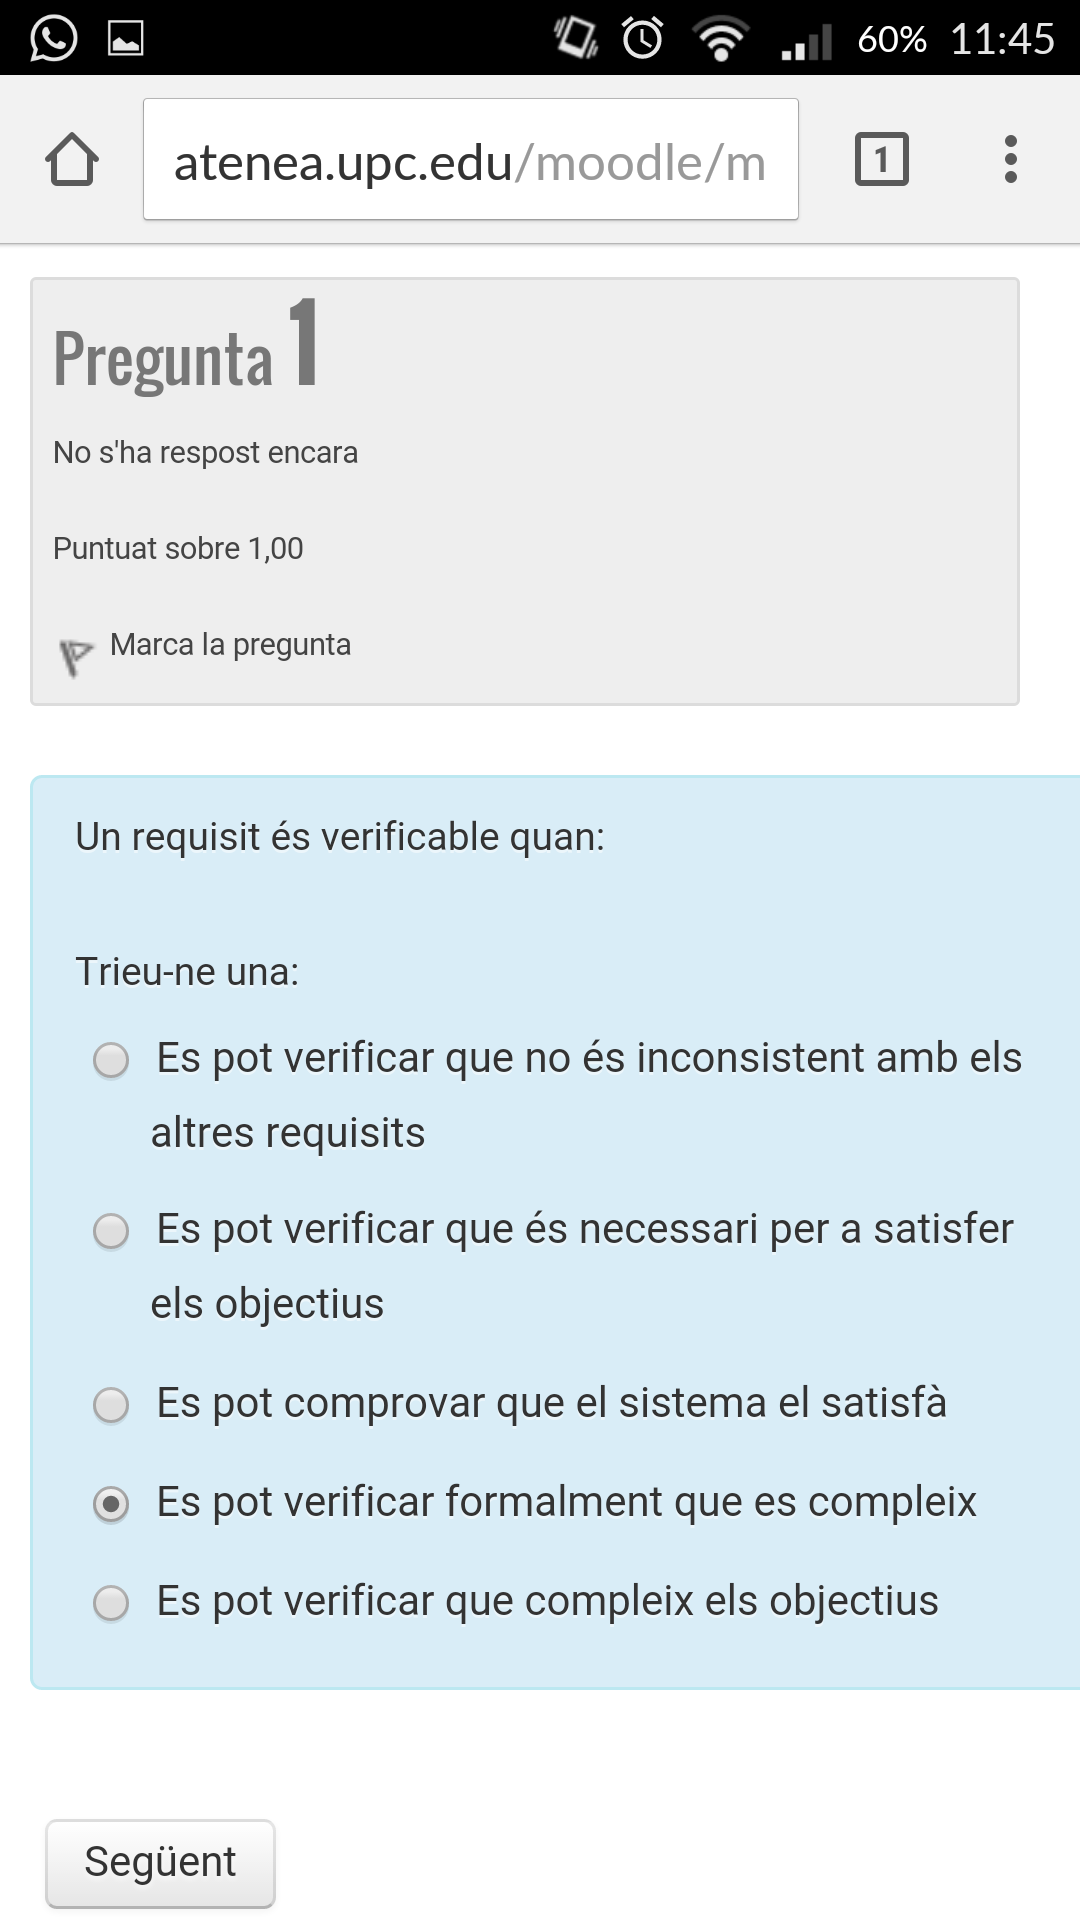 60% 11:45
atenea.upc.edu/moodle/m
1
Pregunta 1
No s'ha respost encara
Puntuat sobre 1,00
Marca la pregunta
Un requisit és verificable quan:
Trieu-ne una:
Es pot verificar que no és inconsistent amb els
altres requisits
Es pot verificar que és necessari per a satisfer
els objectius
Es pot comprovar que el sistema el satisfà
Es pot verificar formalment que es compleix
Es pot verificar que compleix els objectius
Següent